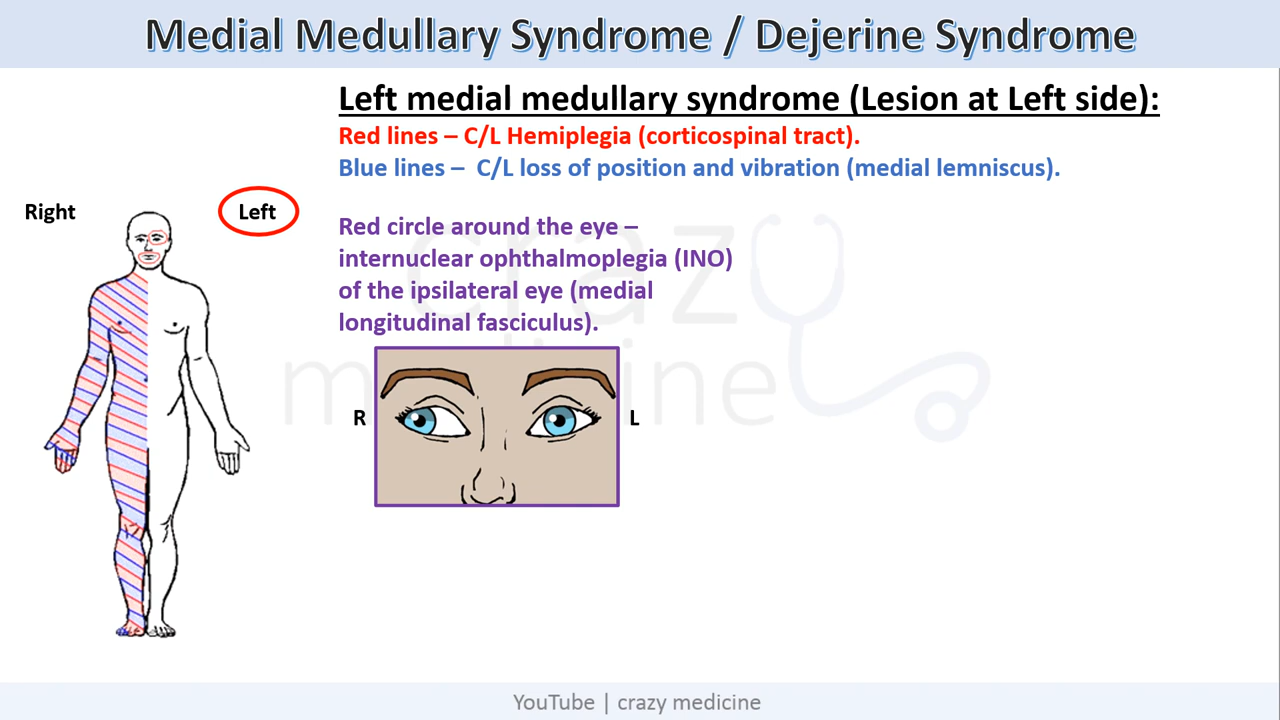 Medial Medullary Syndrome / Dejerine Syndrome
Left medial medullary syndrome (Lesion at Left side):
Red lines – C/L Hemiplegia (corticospinal tract).
Blue lines –  C/L loss of position and vibration (medial lemniscus).
Right
Left
Red circle around the eye –
internuclear ophthalmoplegia (INO)
of the ipsilateral eye (medial
longitudinal fasciculus).
R
L
crazy
medicine
YouTube | crazy medicine